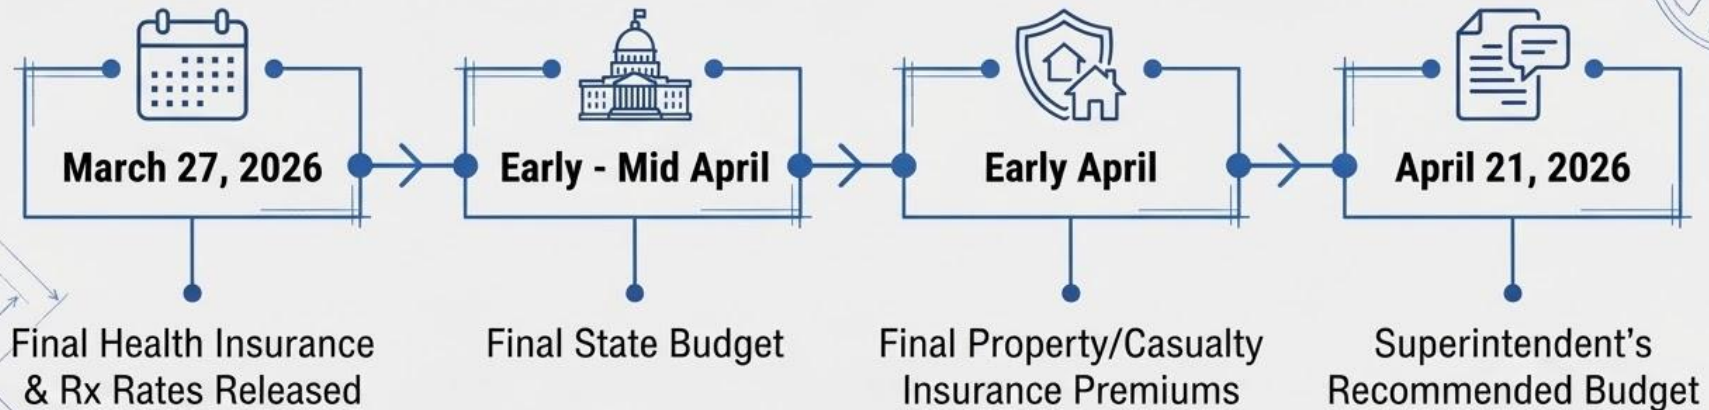 March 27, 2026
Final Health Insurance
& Rx Rates Released
Early - Mid April
Final State Budget
Early April
Final Property/Casualty
Insurance Premiums
April 21, 2026
Superintendent's
Recommended Budget